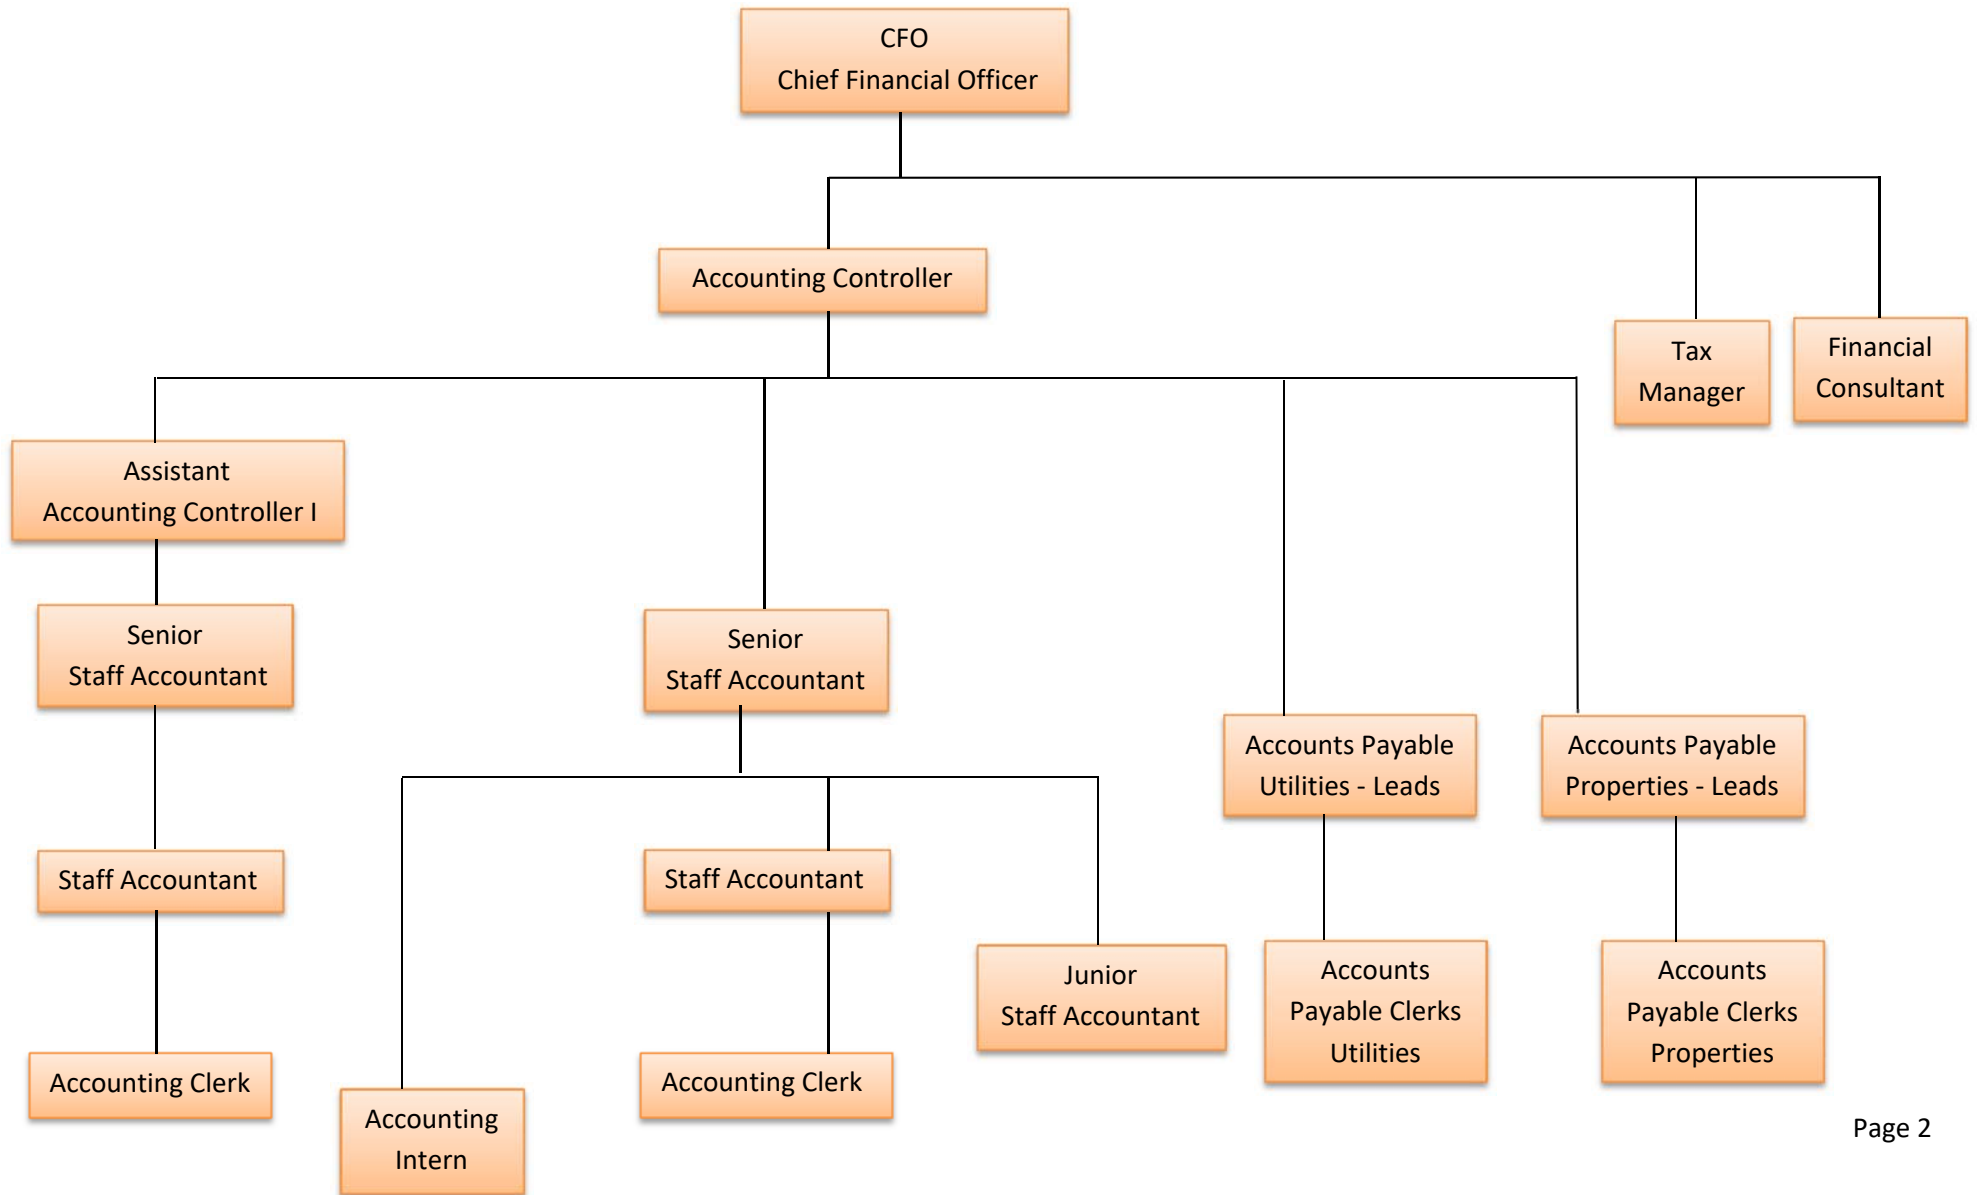 CFO
Chief Financial Officer
Accounting Controller
Tax
Manager
Financial
Consultant
Assistant
Accounting Controller I
Senior
Staff Accountant
Senior
Staff Accountant
Accounts Payable
Utilities - Leads
Accounts Payable
Properties - Leads
Staff Accountant
Staff Accountant
Junior
Staff Accountant
Accounts
Payable Clerks
Utilities
Accounts
Payable Clerks
Properties
Accounting Clerk
Accounting Intern
Accounting Clerk
Page 2